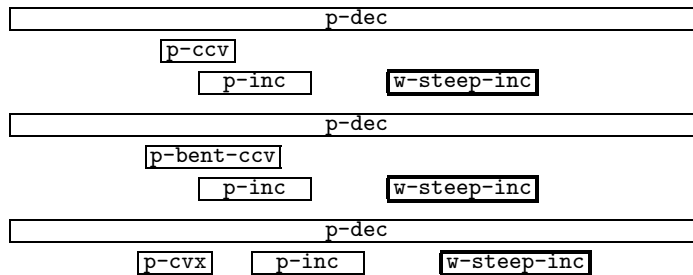 p-dec
p-ccv
p-inc w-steep-inc
p-dec
p-bent-ccv
p-inc w-steep-inc
p-dec
p-cvx p-inc w-steep-inc